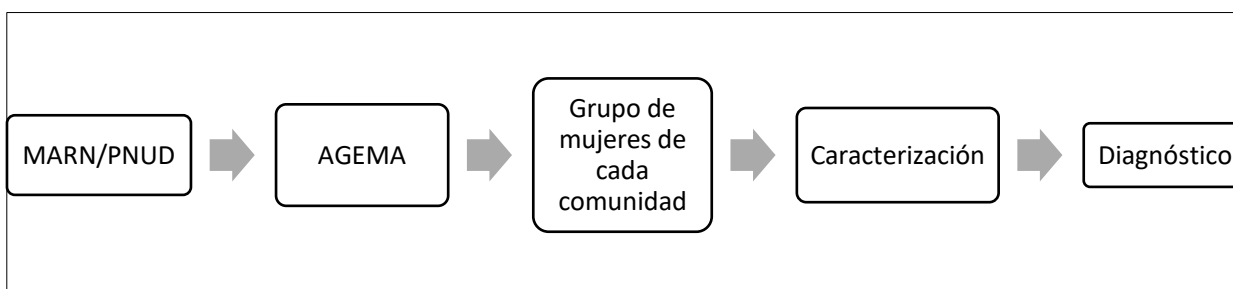 MARN/PNUD
AGEMA
Grupo de
mujeres de
cada
comunidad
Caracterización
Diagnóstico